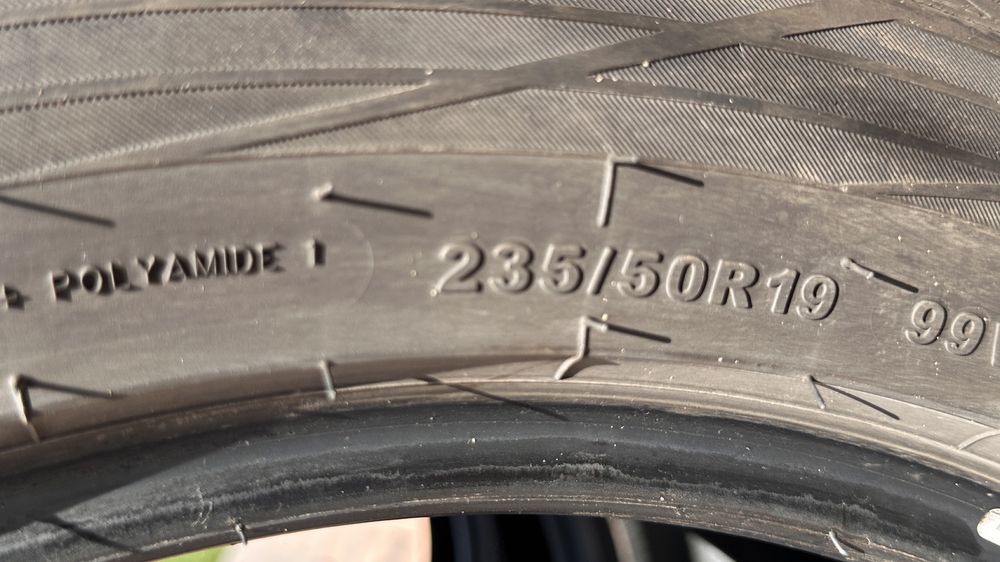 POLYAMIDE 1
235/50R19 99